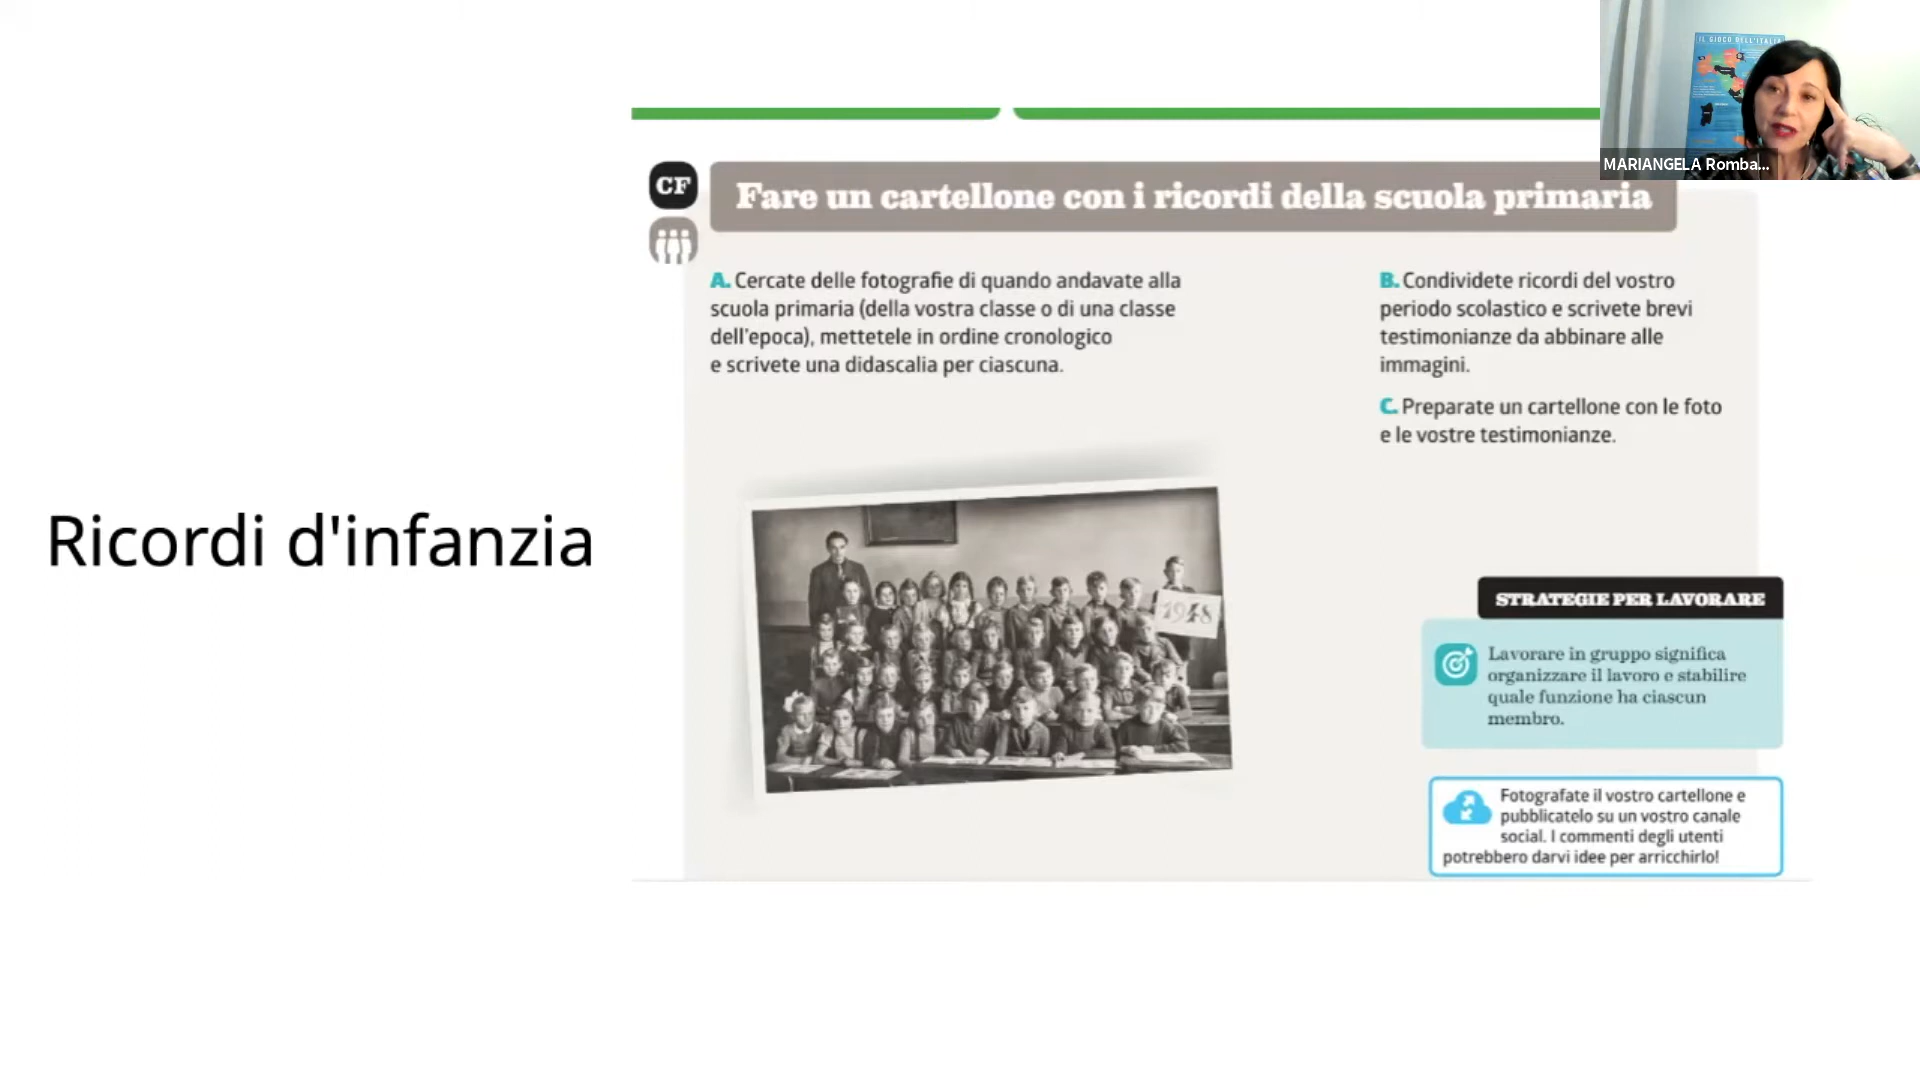 IL GIOCO DELL'ITALIA
MARIANGELA Romba...
CF
Fare un cartellone con i ricordi della scuola primaria
A. Cercate delle fotografie di quando andavate alla
scuola primaria (della vostra classe o di una classe
dell'epoca), mettetele in ordine cronologico
e scrivete una didascalia per ciascuna.
B. Condividete ricordi del vostro
periodo scolastico e scrivete brevi
testimonianze da abbinare alle
immagini.
C. Preparate un cartellone con le foto
e le vostre testimonianze.
Ricordi d'infanzia
1948
STRATEGIE PER LAVORARE
Lavorare in gruppo significa
organizzare il lavoro e stabilire
quale funzione ha ciascun
membro.
Fotografate il vostro cartellone e
pubblicatelo su un vostro canale
social. I commenti degli utenti
potrebbero darvi idee per arricchirlo!